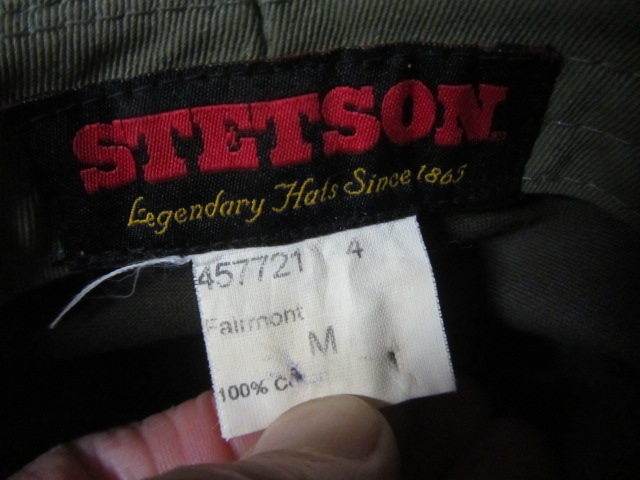 STETSON
Legendary Hats Since 1865
457721 4
Fairmont
M
100%